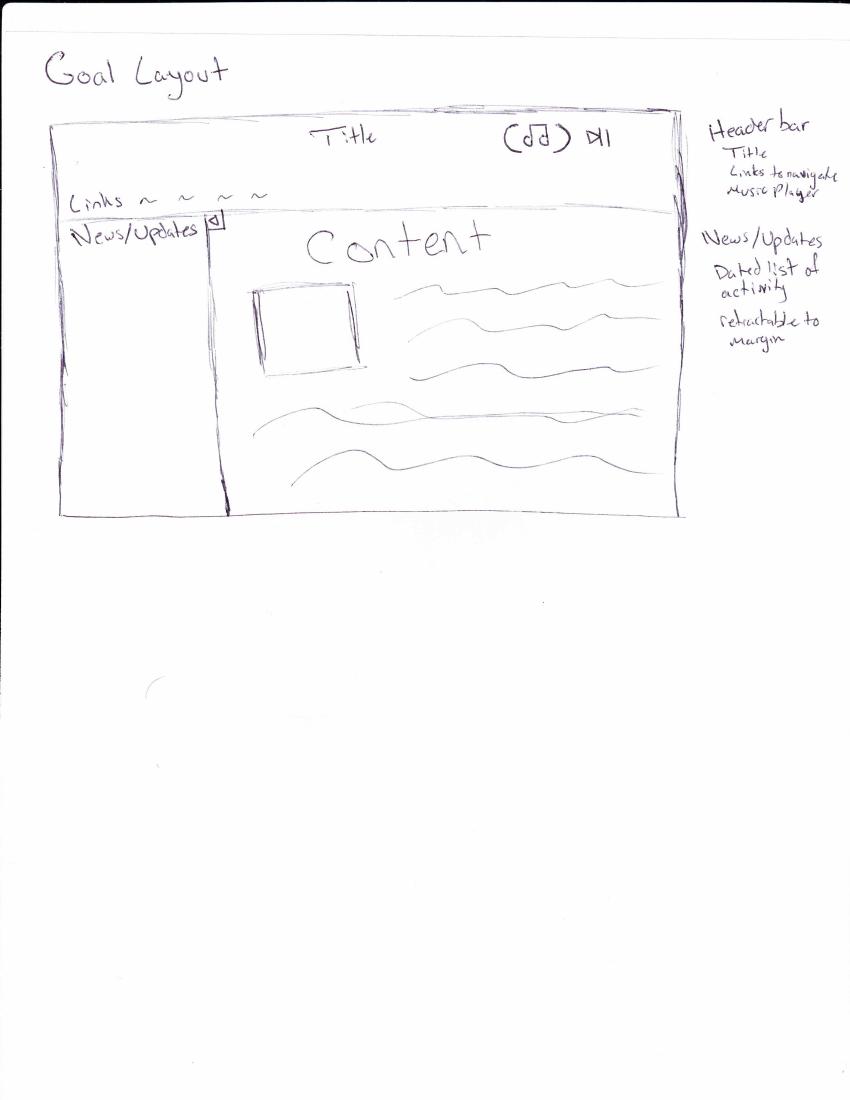 Goal Layout
Title
Links ~ ~ ~ ~
News/Updates
Content
Header bar
Title
Links to navigate
Music Player
News/Updates
Dated list of
activity
retractable to
margin